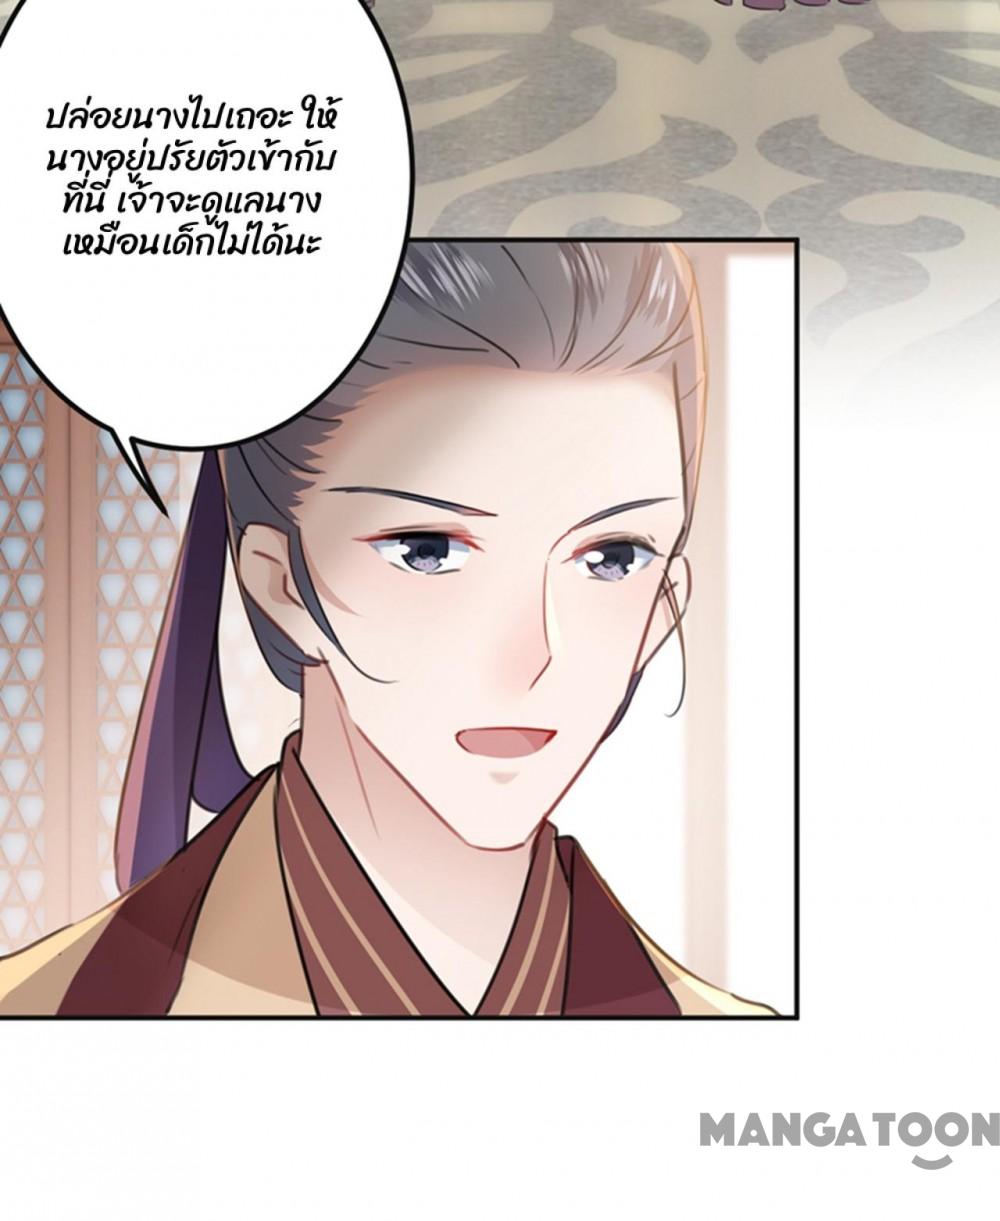 ปล่อยนางไปเถอะ ให้
นางอยู่ปรัยตัวเข้ากับ
ที่นี่ เจ้าจะดูแลนาง
เหมือนเด็กไม่ได้นะ
MANGATOON